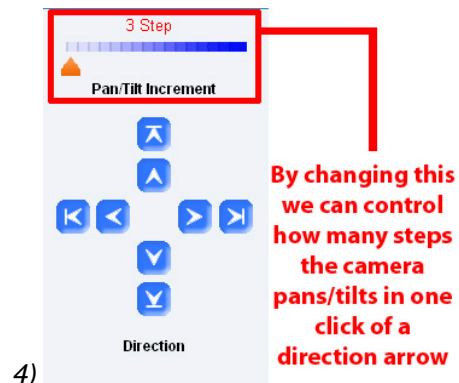 3 Step
Pan/Tilt Increment
By changing this
we can control
how many steps
the camera
pans/tilts in one
click of a
direction arrow
Direction
4)